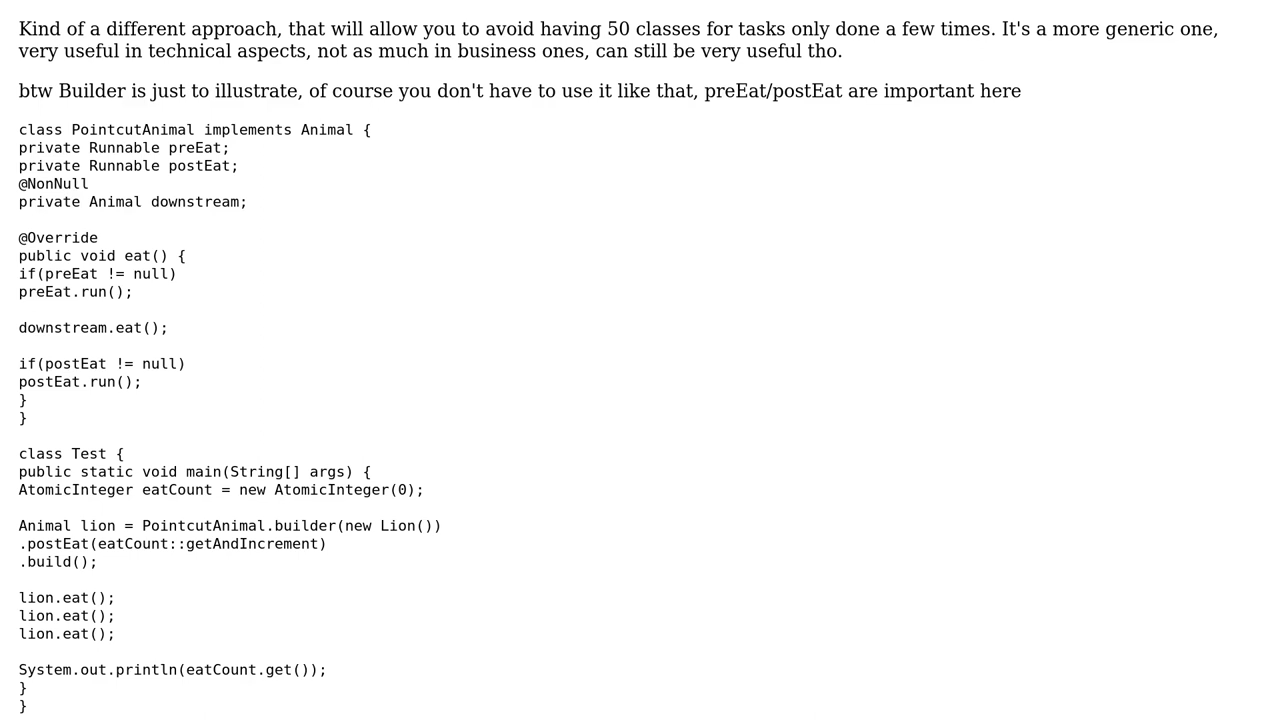 Kind of a different approach, that will allow you to avoid having 50 classes for tasks only done a few times. It's a more generic one,
very useful in technical aspects, not as much in business ones, can still be very useful tho.
btw Builder is just to illustrate, of course you don't have to use it like that, preEat/postEat are important here
class PointcutAnimal implements Animal {
private Runnable preEat;
private Runnable postEat;
@NonNull
private Animal downstream;
@Override
public void eat() {
if(preEat != null)
preEat.run();
downstream.eat();
if(postEat != null)
postEat.run();
}
}
class Test {
public static void main(String[] args) {
AtomicInteger eatCount = new AtomicInteger(0);
Animal lion = PointcutAnimal.builder(new Lion())
.postEat(eatCount::getAndIncrement)
.build();
lion.eat();
lion.eat();
lion.eat();
System.out.println(eatCount.get());
}
}